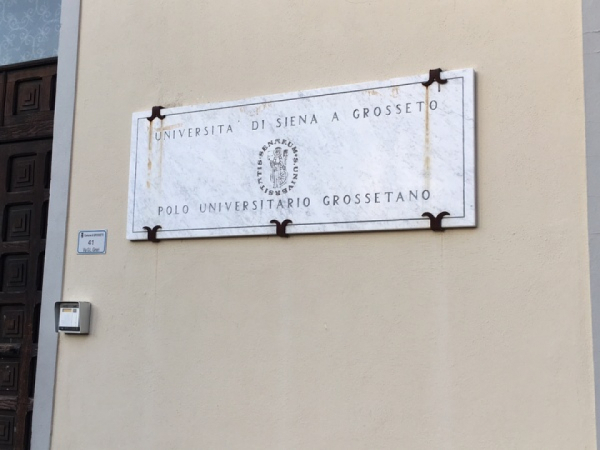 UNIVERSITA' DI SIENA A GROSSETO
POLO UNIVERSITARIO GROSSETANO
41